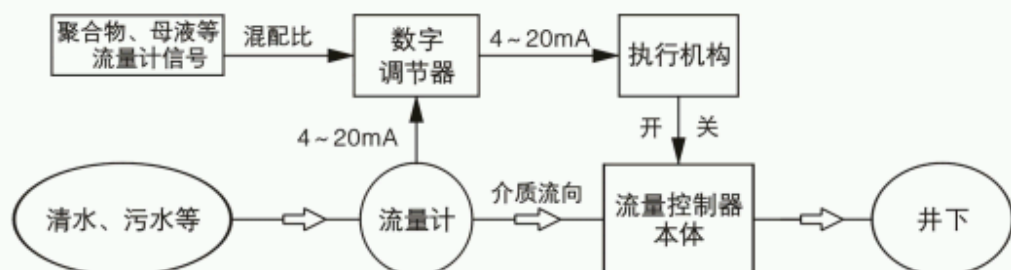 聚合物、母液等
流量计信号
混配比
数字
调节器
4~20mA
执行机构
4~20mA
开
关
清水、污水等
流量计
介质流向
流量控制器
本体
井下